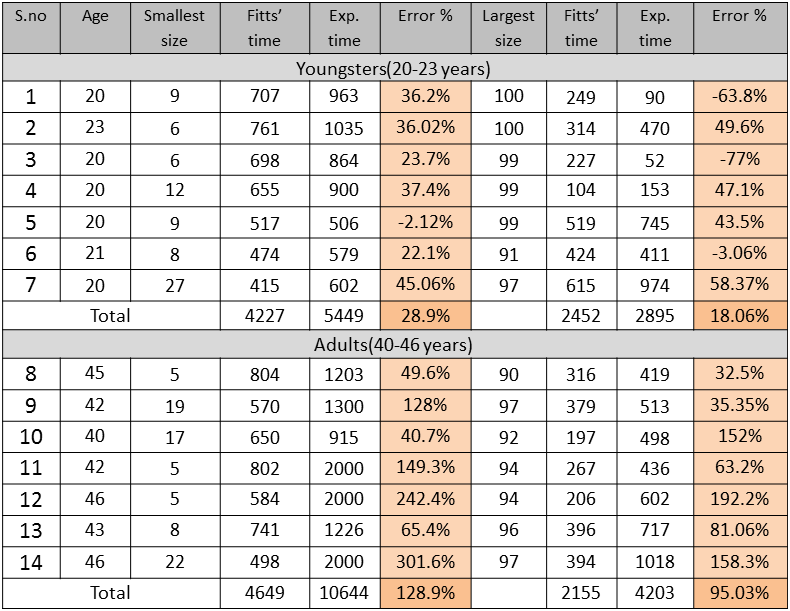 S.no Age Smallest size Fitts' time Exp. time Error % Largest size Fitts' time Exp. time Error %
Youngsters(20-23 years)
1 20 9 707 963 36.2% 100 249 90 -63.8%
2 23 6 761 1035 36.02% 100 314 470 49.6%
3 20 6 698 864 23.7% 99 227 52 -77%
4 20 12 655 900 37.4% 99 104 153 47.1%
5 20 9 517 506 -2.12% 99 519 745 43.5%
6 21 8 474 579 22.1% 91 424 411 -3.06%
7 20 27 415 602 45.06% 97 615 974 58.37%
Total 4227 5449 28.9% 2452 2895 18.06%
Adults(40-46 years)
8 45 5 804 1203 49.6% 90 316 419 32.5%
9 42 19 570 1300 128% 97 379 513 35.35%
10 40 17 650 915 40.7% 92 197 498 152%
11 42 5 802 2000 149.3% 94 267 436 63.2%
12 46 5 584 2000 242.4% 94 206 602 192.2%
13 43 8 741 1226 65.4% 96 396 717 81.06%
14 46 22 498 2000 301.6% 97 394 1018 158.3%
Total 4649 10644 128.9% 2155 4203 95.03%